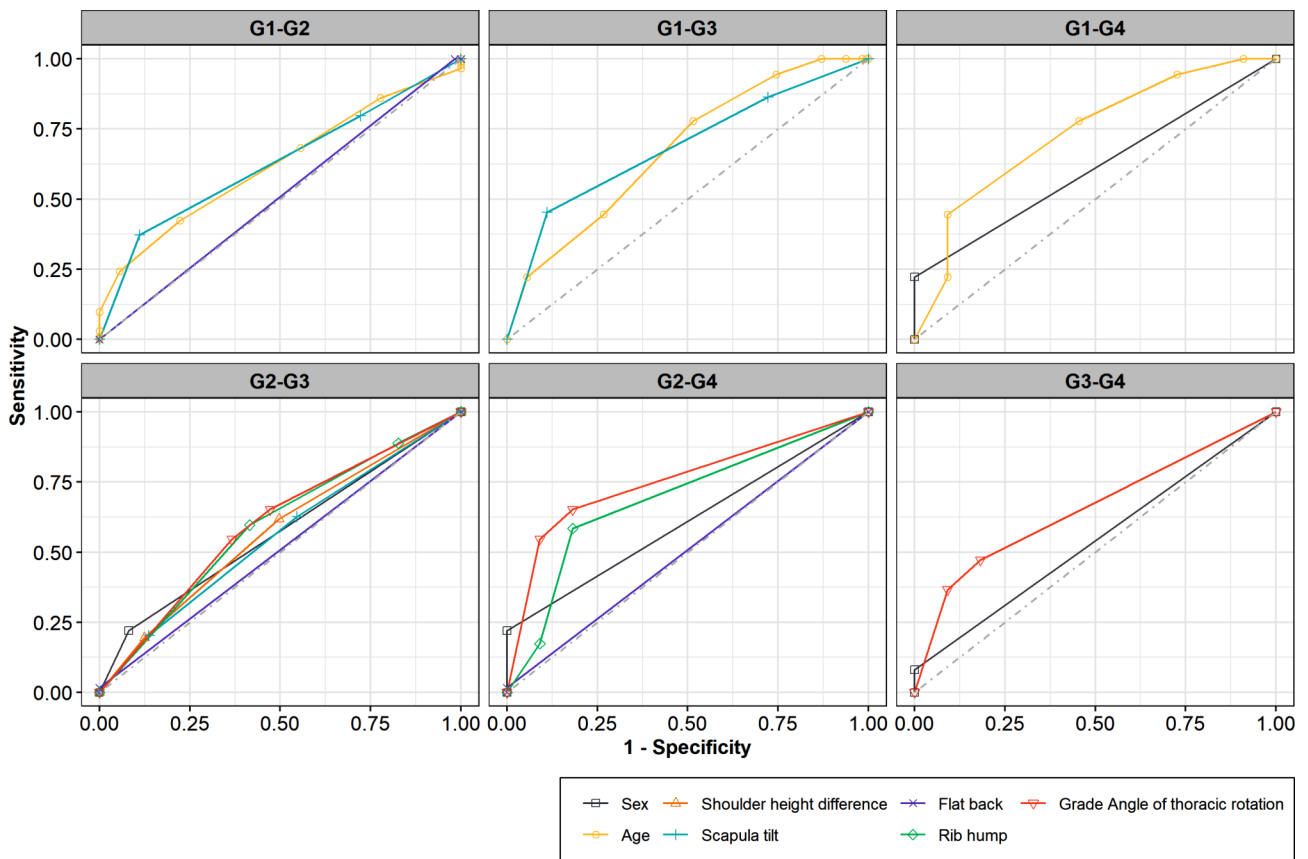 G1-G2 G1-G3 G1-G4
1.00
0.75
0.50
0.25
0.00
Sensitivity
G2-G3 G2-G4 G3-G4
1.00
0.75
0.50
0.25
0.00
0.00 0.25 0.50 0.75 1.00 0.00 0.25 0.50 0.75 1.00 0.00 0.25 0.50 0.75 1.00
1 - Specificity
Sex Shoulder height difference Flat back Grade Angle of thoracic rotation
Age Scapula tilt Rib hump